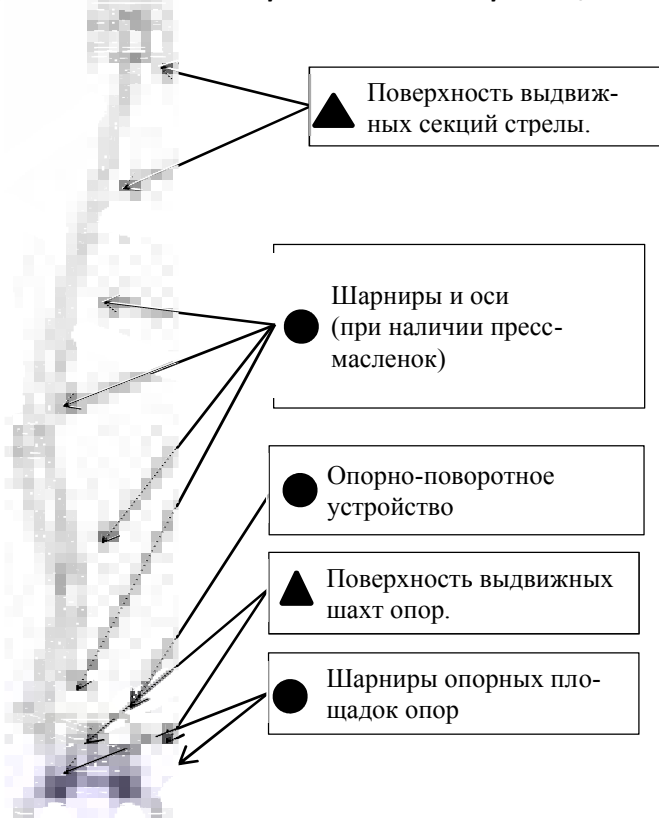 Поверхность выдвиж-
ных секций стрелы.
Шарниры и оси
(при наличии пресс-
масленок)
Опорно-поворотное
устройство
Поверхность выдвижных
шахт опор.
Шарниры опорных пло-
щадок опор